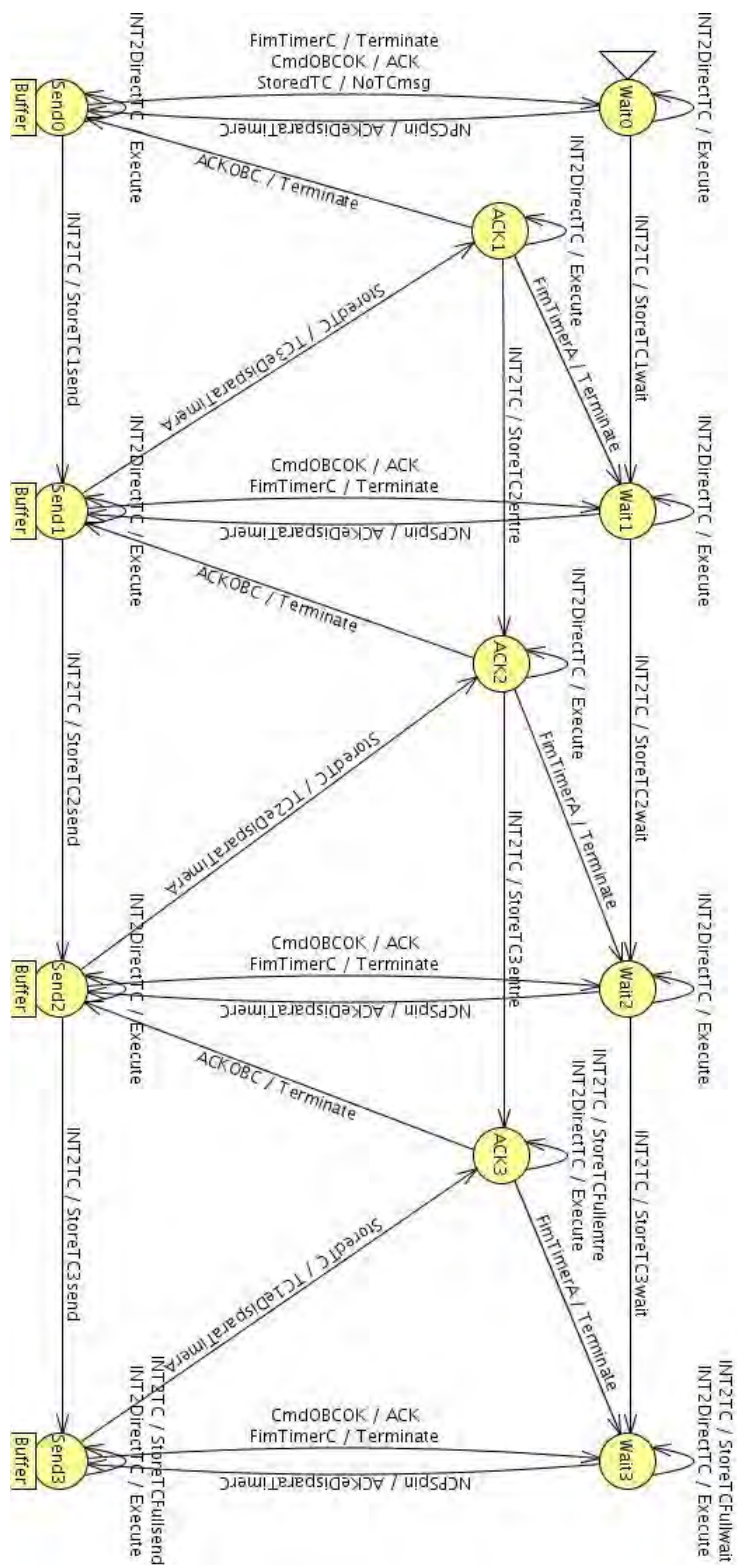 INT2DirectTC / Execute
INT2DirectTC / Execute
INT2DirectTC / Execute
INT2TC / StoreTCFullwait
INT2DirectTC / Execute
Wait0
INT2TC / StoreTC1wait
Wait1
INT2TC / StoreTC2wait
Wait2
INT2TC / StoreTC3wait
Wait3
INT2DirectTC / Execute
FimTimerA / Terminate
INT2DirectTC / Execute
FimTimerA / Terminate
INT2TC / StoreTCFullentre
INT2DirectTC / Execute
FimTimerA / Terminate
ACK1
INT2TC / StoreTC2entre
ACK2
INT2TC / StoreTC3entre
ACK3
FimTimerC / Terminate
CmdOBCOK / ACK
StoredTC / NoTCmsg
NPCSpin / ACKeDisparaTimerC
ACKOBC / Terminate
StoredTC / TC3eDisparaTimerA
CmdOBCOK / ACK
FimTimerC / Terminate
NCPSpin / ACKeDisparaTimerC
ACKOBC / Terminate
StoredTC / TC2eDisparaTimerA
CmdOBCOK / ACK
FimTimerC / Terminate
NCPSpin / ACKeDisparaTimerC
ACKOBC / Terminate
StoredTC / TC1eDisparaTimerA
CmdOBCOK / ACK
FimTimerC / Terminate
NCPSpin / ACKeDisparaTimerC
INT2DirectTC / Execute
INT2DirectTC / Execute
INT2DirectTC / Execute
INT2TC / StoreTCFullsend
INT2DirectTC / Execute
Send0
INT2TC / StoreTC1send
Send1
INT2TC / StoreTC2send
Send2
INT2TC / StoreTC3send
Send3
Buffer
Buffer
Buffer
Buffer